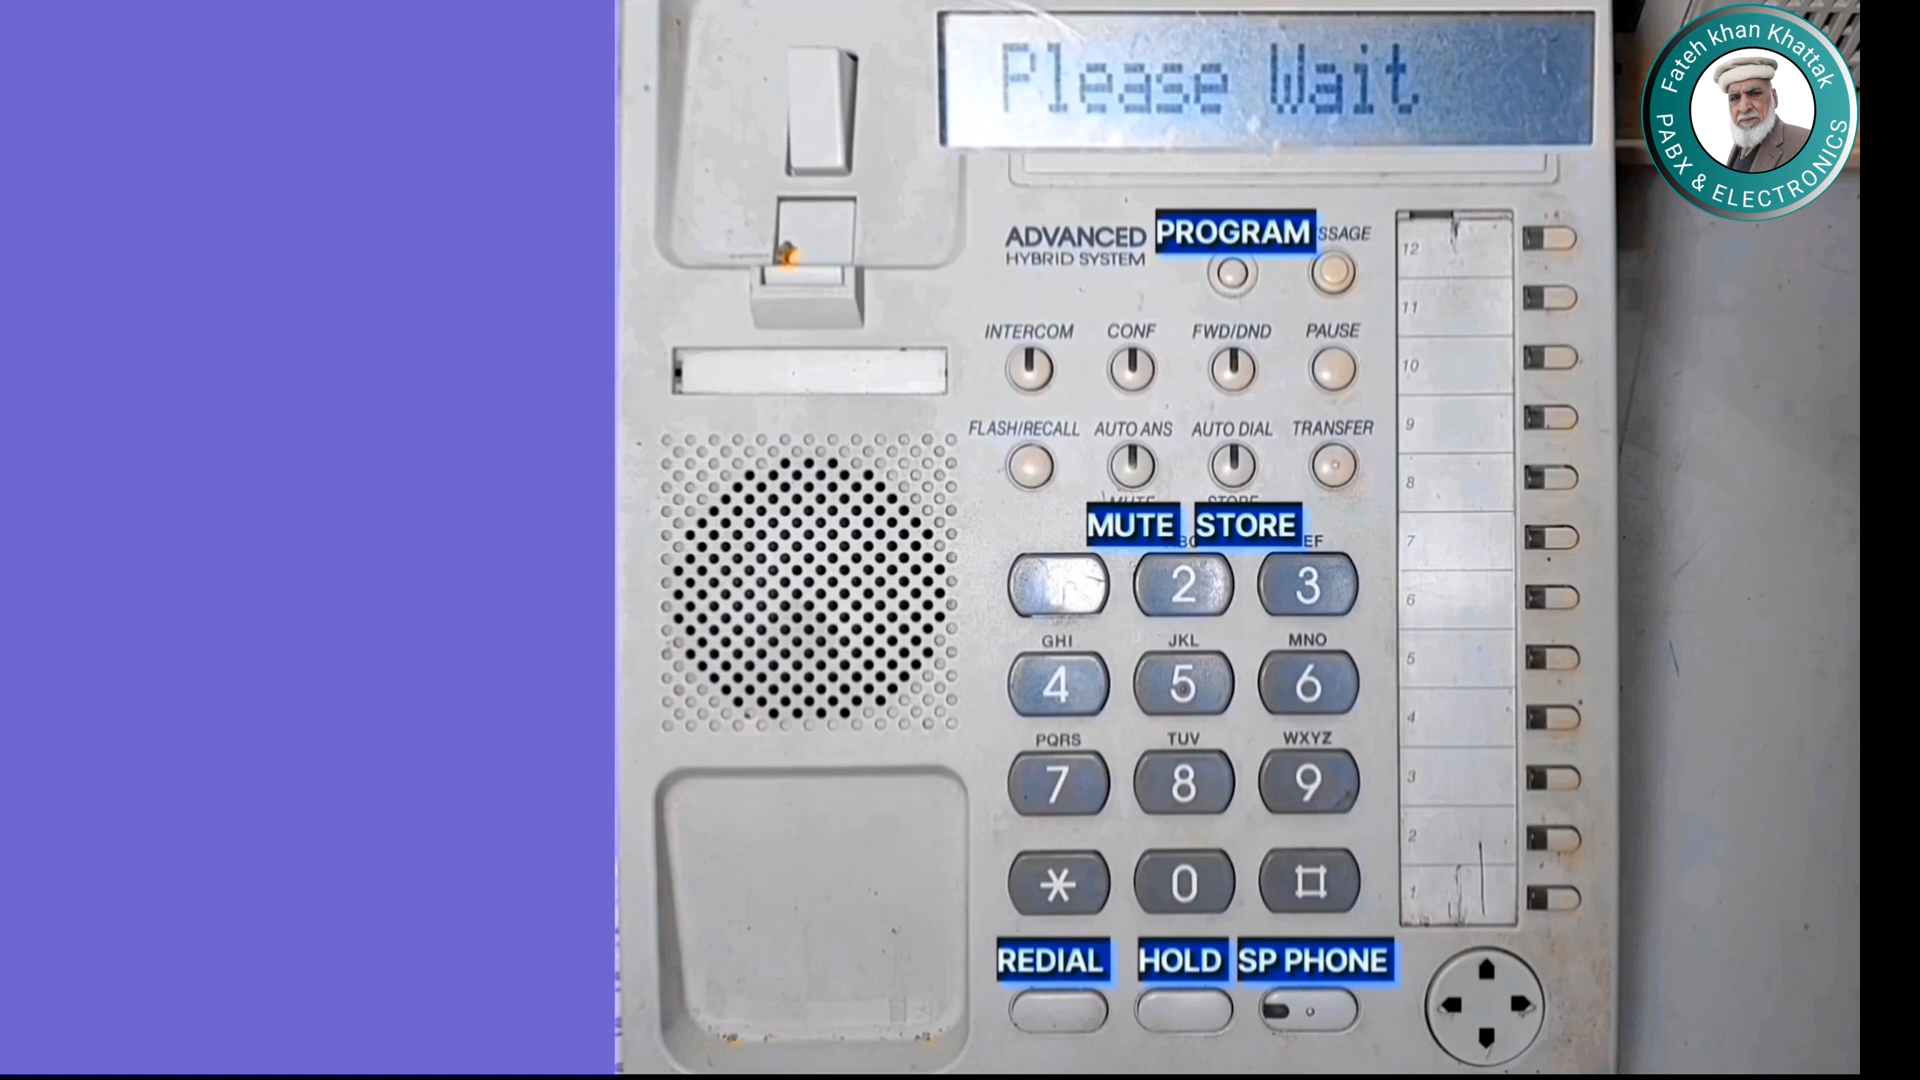 Please Wait
Fateh khan Khattak
PABX & ELECTRONICS
ADVANCED
HYBRID SYSTEM
PROGRAM
SSAGE
INTERCOM CONF FWD/DND PAUSE
FLASH/RECALL AUTO ANS AUTO DIAL TRANSFER
MUTE STORE
EF
1 2 3
GHI JKL MNO
4 5 6
PQRS TUV WXYZ
7 8 9
* 0 #
REDIAL HOLD SP PHONE
12
11
10
9
8
7
6
5
4
3
2
1